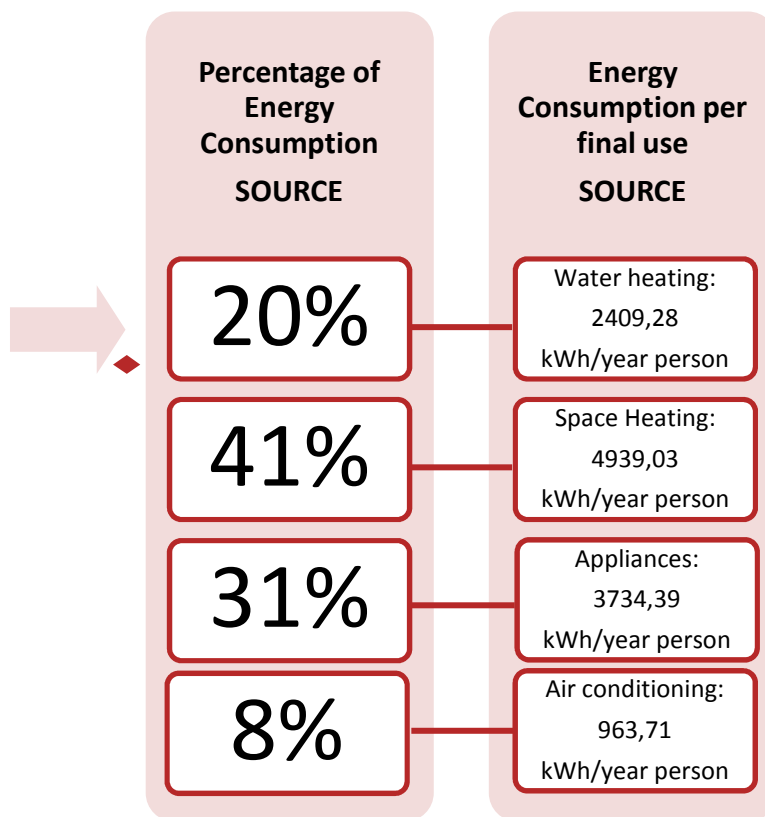 Percentage of
Energy
Consumption
SOURCE
Energy
Consumption per
final use
SOURCE
20%
Water heating:
2409,28
kWh/year person
41%
Space Heating:
4939,03
kWh/year person
31%
Appliances:
3734,39
kWh/year person
8%
Air conditioning:
963,71
kWh/year person